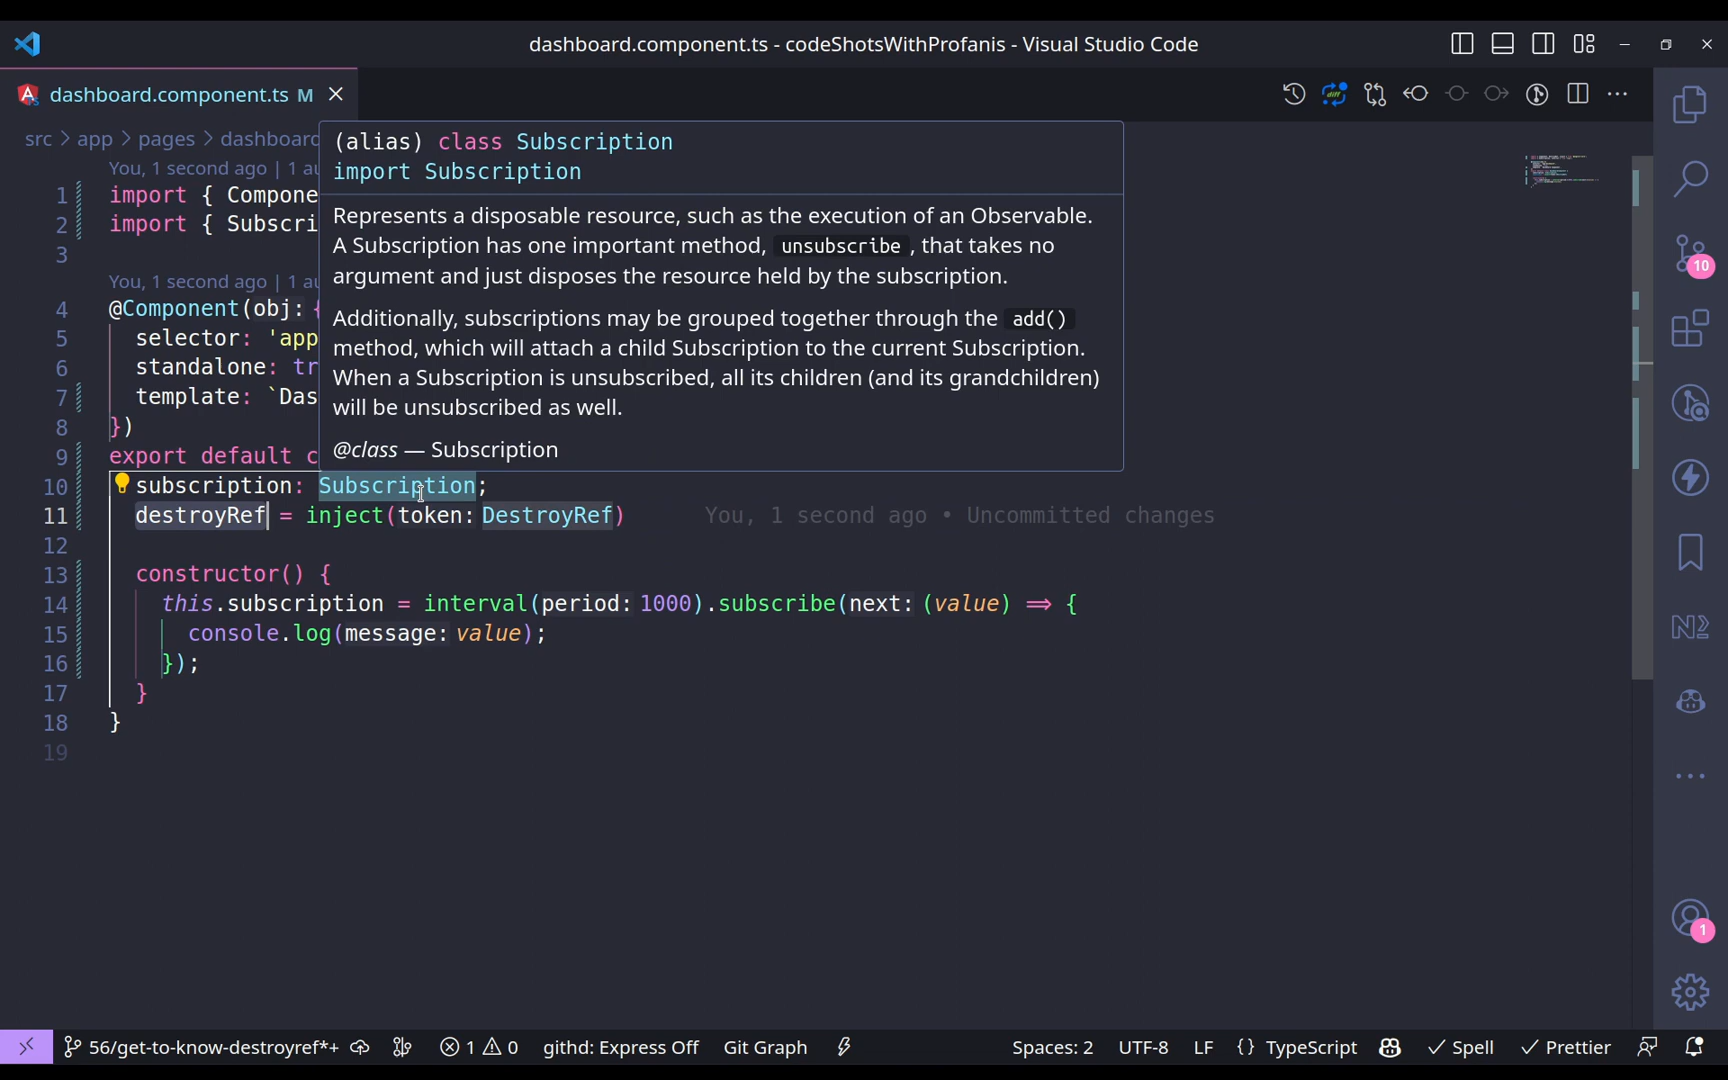 dashboard.component.ts - codeShotsWithProfanis - Visual Studio Code
dashboard.component.ts M
src > app > pages > dashboard
(alias) class Subscription
import Subscription
Represents a disposable resource, such as the execution of an Observable.
A Subscription has one important method, unsubscribe, that takes no
argument and just disposes the resource held by the subscription.
Additionally, subscriptions may be grouped together through the add()
method, which will attach a child Subscription to the current Subscription.
When a Subscription is unsubscribed, all its children (and its grandchildren)
will be unsubscribed as well.
@class — Subscription
You, 1 second ago | 1 au
1 import { Compone
2 import { Subscri
3
You, 1 second ago | 1 au
4 @Component(obj: {
5 selector: 'app
6 standalone: tr
7 template: `Das
8 })
9 export default c
10 subscription: Subscription;
11 destroyRef = inject(token: DestroyRef) You, 1 second ago • Uncommitted changes
12
13 constructor() {
14 this.subscription = interval(period: 1000).subscribe(next: (value) => {
15 console.log(message: value);
16 });
17 }
18 }
19
10
1
56/get-to-know-destroyref*+ 1 0 githd: Express Off Git Graph Spaces: 2 UTF-8 LF {} TypeScript Spell Prettier